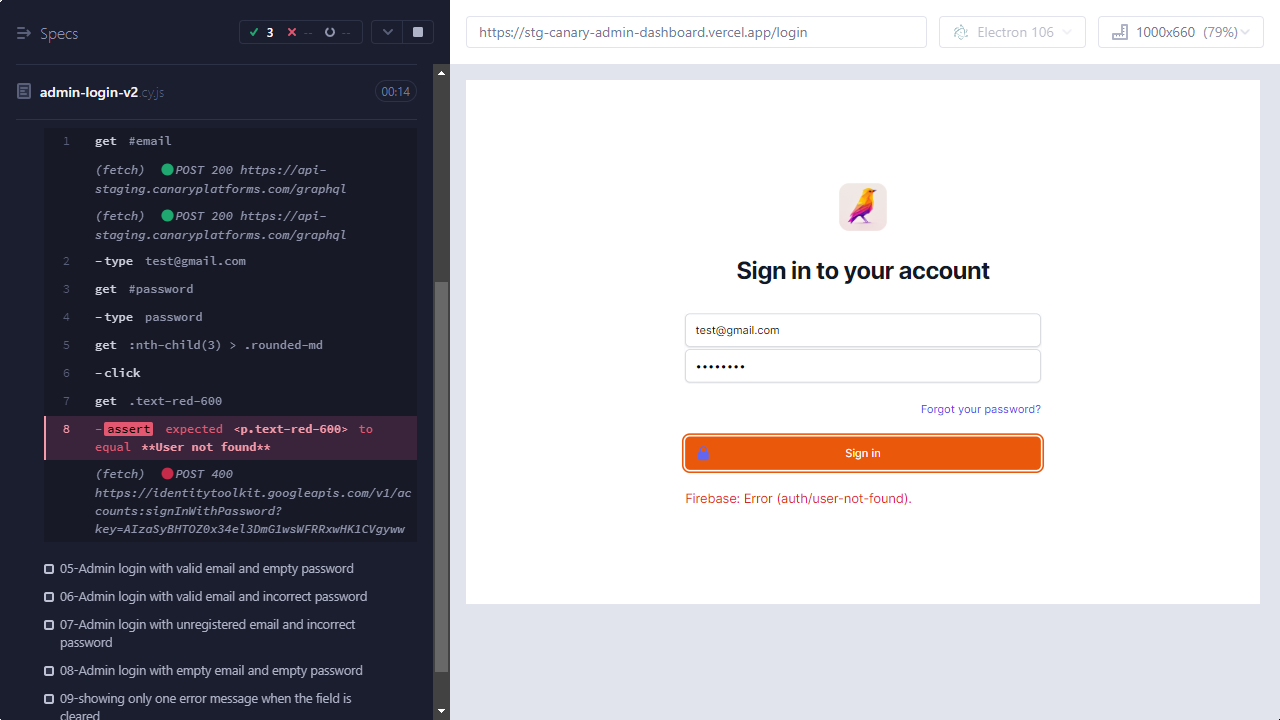 Specs
3
--
--
https://stg-canary-admin-dashboard.vercel.app/login
Electron 106
1000x660 (79%)
admin-login-v2.cy.js
00:14
1 get #email
(fetch) POST 200 https://api-
staging.canaryplatforms.com/graphql
(fetch) POST 200 https://api-
staging.canaryplatforms.com/graphql
2 -type test@gmail.com
3 get #password
4 -type password
5 get :nth-child(3) > .rounded-md
6 -click
7 get .text-red-600
8 -assert expected <p.text-red-600> to
equal **User not found**
(fetch) POST 400
https://identitytoolkit.googleapis.com/v1/ac
counts:signInWithPassword?
key=AIzaSyBHTOZ0x34el3DmG1wsWFRRxwHK1CVgyww
05-Admin login with valid email and empty password
06-Admin login with valid email and incorrect password
07-Admin login with unregistered email and incorrect
password
08-Admin login with empty email and empty password
09-showing only one error message when the field is
cleared
Sign in to your account
test@gmail.com
••••••••
Forgot your password?
Sign in
Firebase: Error (auth/user-not-found).